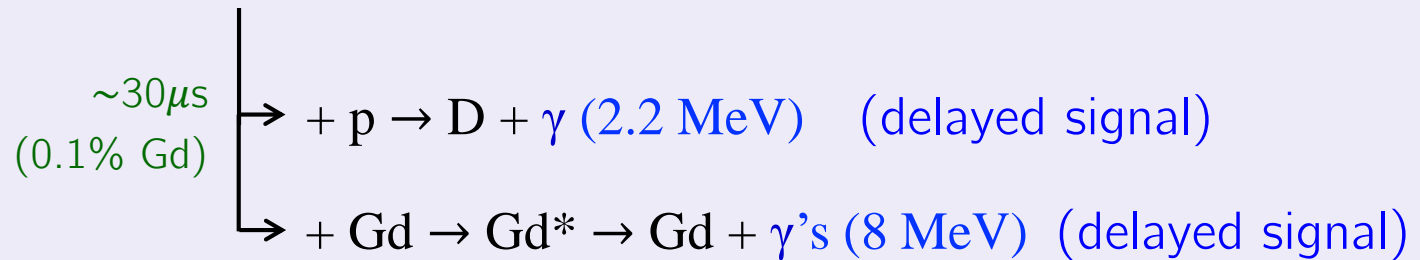 ~30μs
(0.1% Gd)
+ p → D + γ (2.2 MeV) (delayed signal)
+ Gd → Gd* → Gd + γ's (8 MeV) (delayed signal)